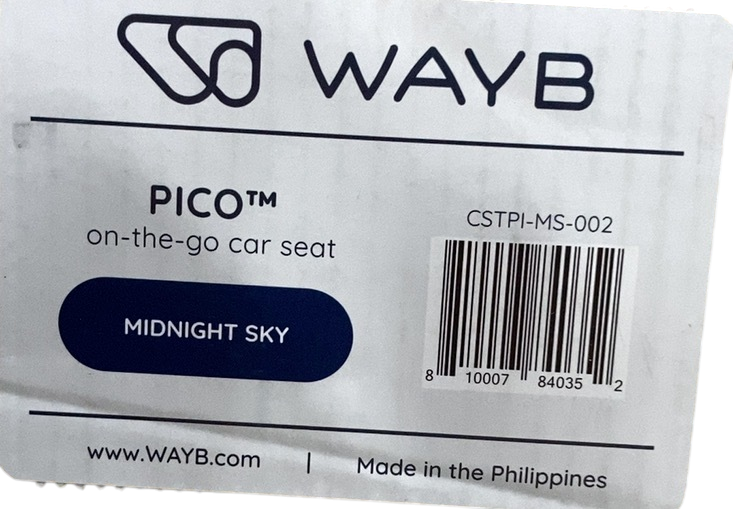 WAYB
PICO™
on-the-go car seat
MIDNIGHT SKY
CSTPI-MS-002
8 10007 84035 2
www.WAYB.com | Made in the Philippines